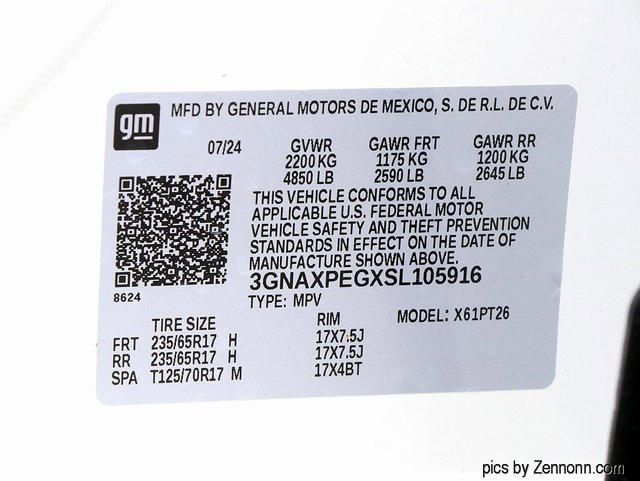 gm
MFD BY GENERAL MOTORS DE MEXICO, S. DE R.L. DE C.V.
07/24
GVWR GAWR FRT GAWR RR
2200 KG 1175 KG 1200 KG
4850 LB 2590 LB 2645 LB
THIS VEHICLE CONFORMS TO ALL
APPLICABLE U.S. FEDERAL MOTOR
VEHICLE SAFETY AND THEFT PREVENTION
STANDARDS IN EFFECT ON THE DATE OF
MANUFACTURE SHOWN ABOVE.
3GNAXPEGXSL105916
8624
TYPE: MPV
TIRE SIZE RIM MODEL: X61PT26
FRT 235/65R17 H 17X7.5J
RR 235/65R17 H 17X7.5J
SPA T125/70R17 M 17X4BT
pics by Zennonn.com